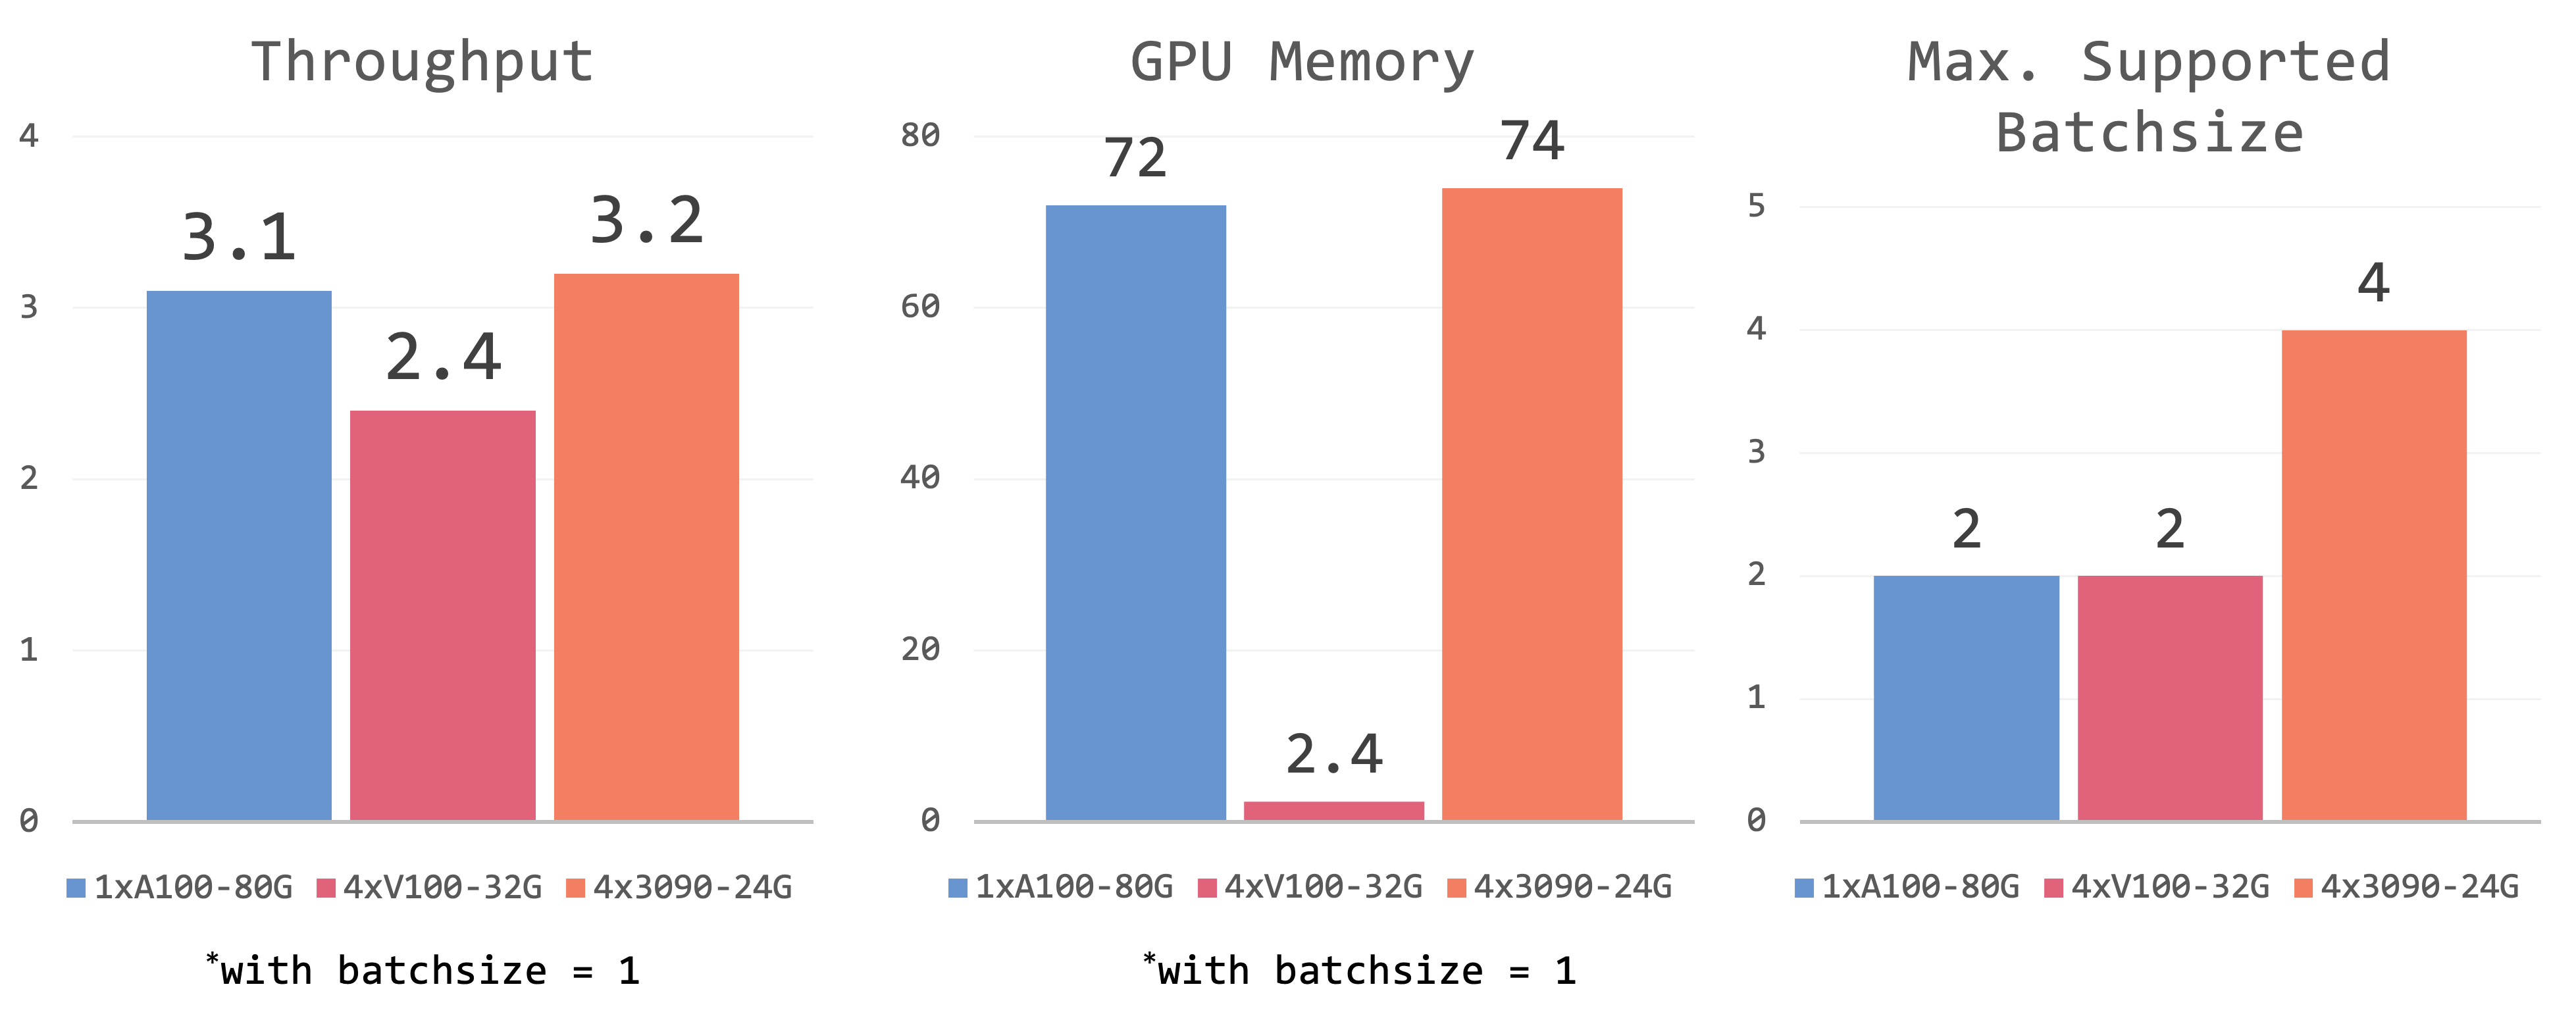 Throughput
4
3
2
1
0
3.1
2.4
3.2
1xA100-80G 4xV100-32G 4x3090-24G
*with batchsize = 1
GPU Memory
80
60
40
20
0
72
2.4
74
1xA100-80G 4xV100-32G 4x3090-24G
*with batchsize = 1
Max. Supported
Batchsize
5
4
3
2
1
0
2
2
4
1xA100-80G 4xV100-32G 4x3090-24G